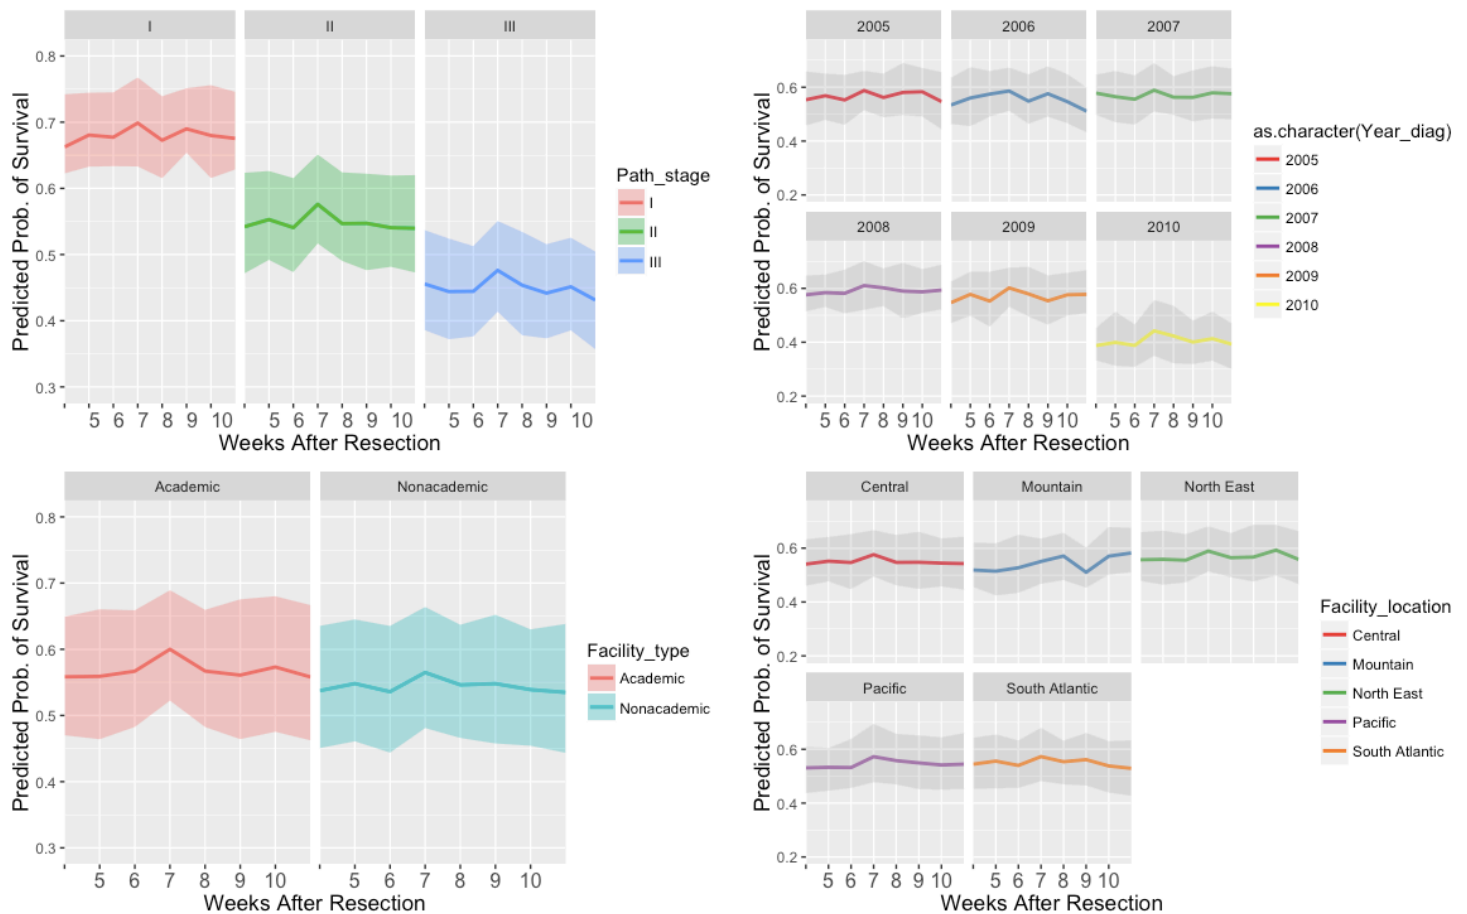 I II III
0.8
0.7
0.6
0.5
0.4
0.3
Predicted Prob. of Survival
5 6 7 8 9 10 5 6 7 8 9 10 5 6 7 8 9 10
Weeks After Resection
Path_stage
I
II
III
2005 2006 2007
0.6
0.4
0.2
2008 2009 2010
0.6
0.4
0.2
Predicted Prob. of Survival
5 6 7 8 9 10 5 6 7 8 9 10 5 6 7 8 9 10
Weeks After Resection
as.character(Year_diag)
2005
2006
2007
2008
2009
2010
Academic Nonacademic
0.8
0.7
0.6
0.5
0.4
0.3
Predicted Prob. of Survival
5 6 7 8 9 10 5 6 7 8 9 10
Weeks After Resection
Facility_type
Academic
Nonacademic
Central Mountain North East
0.6
0.4
0.2
Pacific South Atlantic
0.6
0.4
0.2
Predicted Prob. of Survival
5 6 7 8 9 10 5 6 7 8 9 10
Weeks After Resection
Facility_location
Central
Mountain
North East
Pacific
South Atlantic